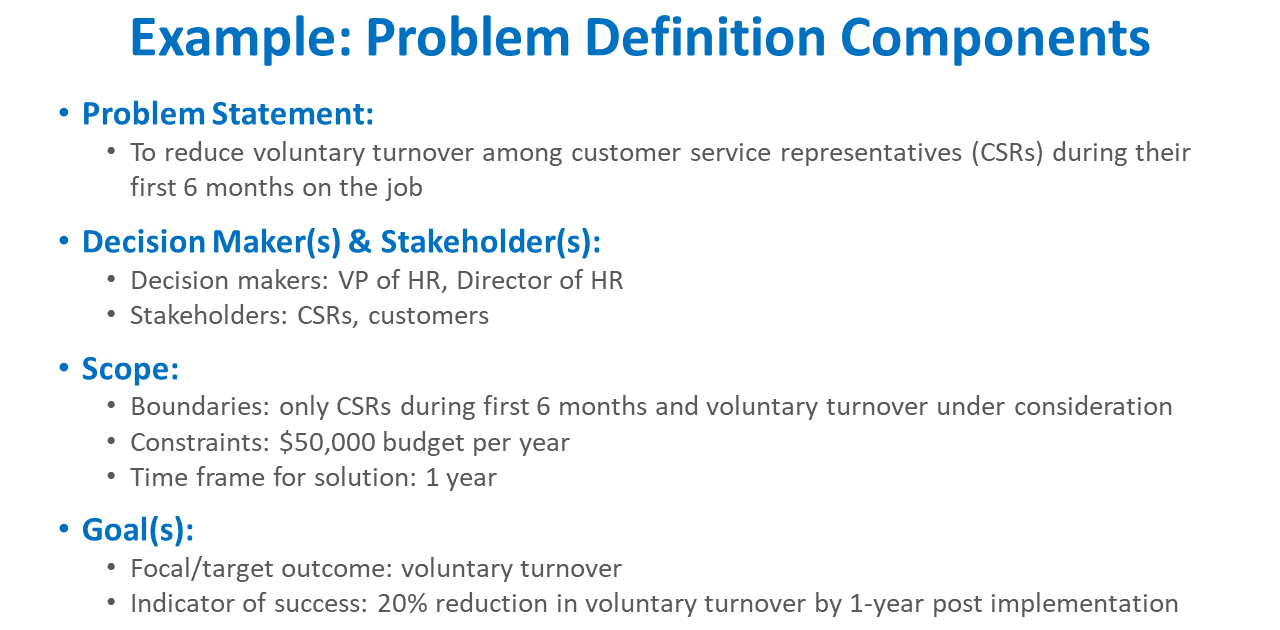 Example: Problem Definition Components
• Problem Statement:
• To reduce voluntary turnover among customer service representatives (CSRs) during their
first 6 months on the job
• Decision Maker(s) & Stakeholder(s):
• Decision makers: VP of HR, Director of HR
• Stakeholders: CSRs, customers
• Scope:
• Boundaries: only CSRs during first 6 months and voluntary turnover under consideration
• Constraints: $50,000 budget per year
• Time frame for solution: 1 year
• Goal(s):
• Focal/target outcome: voluntary turnover
• Indicator of success: 20% reduction in voluntary turnover by 1-year post implementation